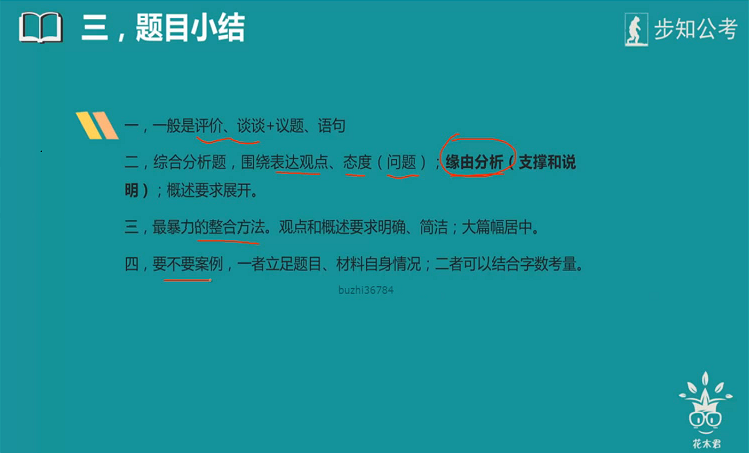 三，题目小结
步知公考
一，一般是评价、谈谈+议题、语句
二，综合分析题，围绕表达观点、态度（问题）；缘由分析（支撑和说
明）；概述要求展开。
三，最暴力的整合方法。观点和概述要求明确、简洁；大篇幅居中。
四，要不要案例，一者立足题目、材料自身情况；二者可以结合字数考量。
buzhi36784
花木君